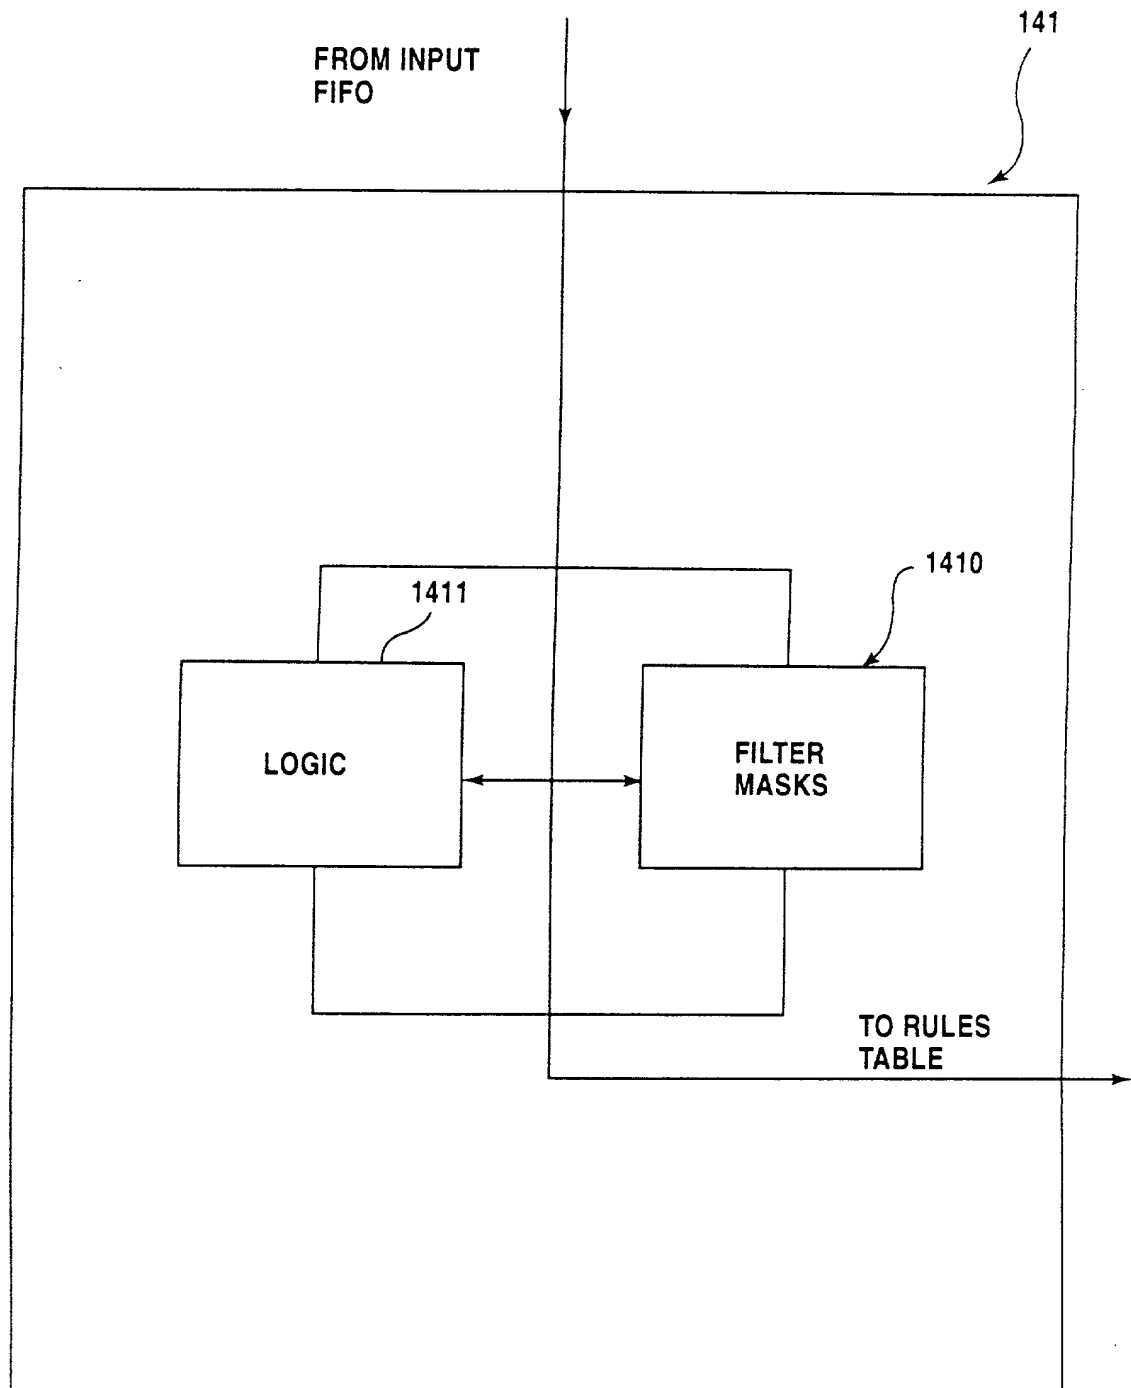 141
FROM INPUT
FIFO
1410
1411
LOGIC
FILTER
MASKS
TO RULES
TABLE